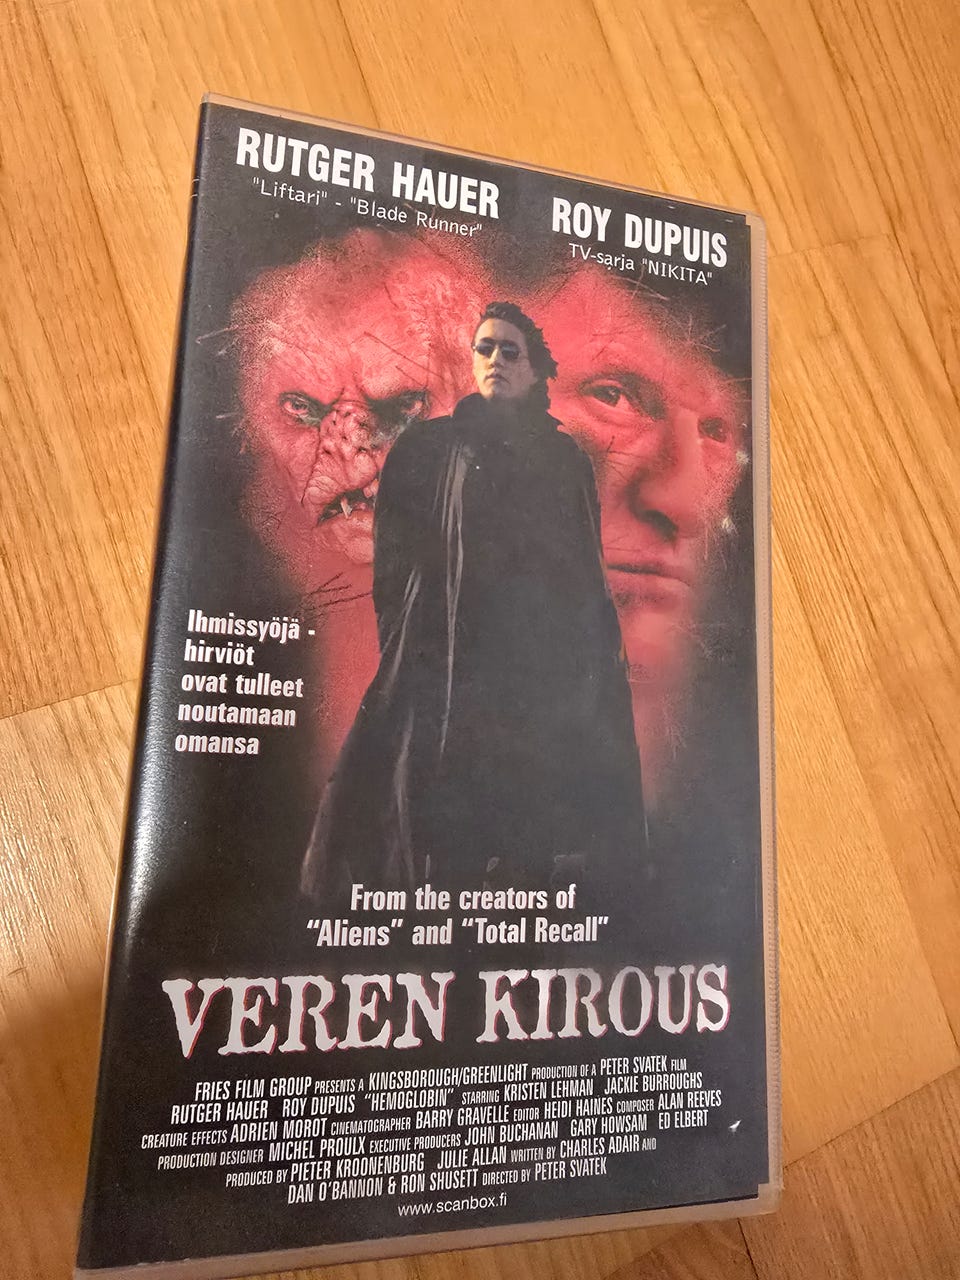 RUTGER HAUER
"Liftari" - "Blade Runner"
ROY DUPUIS
TV-sarja "NIKITA"
Ihmissyöjä -
hirviöt
ovat tulleet
noutamaan
omansa
From the creators of
"Aliens" and "Total Recall"
VEREN KIROUS
FRIES FILM GROUP PRESENTS A KINGSBOROUGH/GREENLIGHT PRODUCTION OF A PETER SVATEK FILM
RUTGER HAUER ROY DUPUIS "HEMOGLOBIN" STARRING KRISTEN LEHMAN JACKIE BURROUGHS
CREATURE EFFECTS ADRIEN MOROT CINEMATOGRAPHER BARRY GRAVELLE EDITOR HEIDI HAINES COMPOSER ALAN REEVES
PRODUCTION DESIGNER MICHEL PROULX EXECUTIVE PRODUCERS JOHN BUCHANAN GARY HOWSAM ED ELBERT
PRODUCED BY PIETER KROONENBURG JULIE ALLAN WRITTEN BY CHARLES ADAIR AND
DAN O'BANNON & RON SHUSETT DIRECTED BY PETER SVATEK
www.scanbox.fi